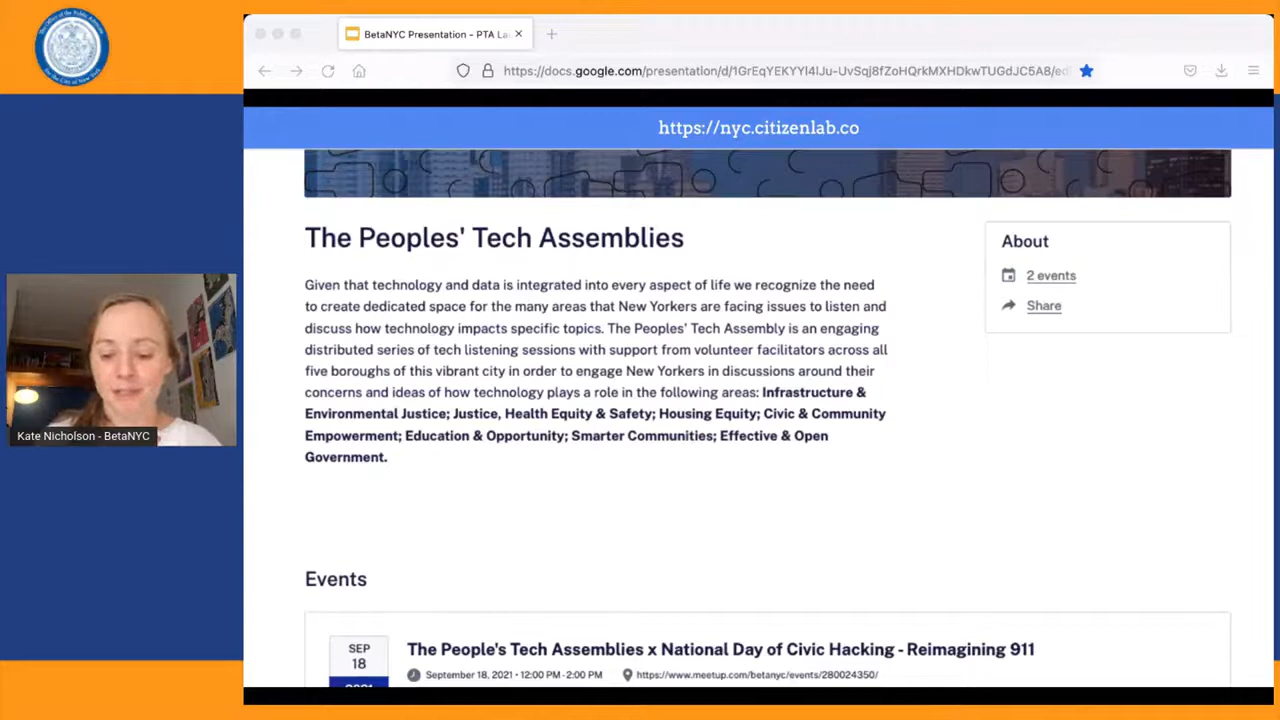 BetaNYC Presentation - PTA La
https://docs.google.com/presentation/d/1GrEqYEKYYl4lJu-UvSqj8fZoHQrkMXHDkwTUGdJC5A8/ed
https://nyc.citizenlab.co
The Peoples' Tech Assemblies
Given that technology and data is integrated into every aspect of life we recognize the need
to create dedicated space for the many areas that New Yorkers are facing issues to listen and
discuss how technology impacts specific topics. The Peoples' Tech Assembly is an engaging
distributed series of tech listening sessions with support from volunteer facilitators across all
five boroughs of this vibrant city in order to engage New Yorkers in discussions around their
concerns and ideas of how technology plays a role in the following areas: Infrastructure &
Environmental Justice; Justice, Health Equity & Safety; Housing Equity; Civic & Community
Empowerment; Education & Opportunity; Smarter Communities; Effective & Open
Government.
About
2 events
Share
Kate Nicholson - BetaNYC
Events
SEP
18
2021
The People's Tech Assemblies x National Day of Civic Hacking - Reimagining 911
September 18, 2021 • 12:00 PM - 2:00 PM
https://www.meetup.com/betanyc/events/280024350/